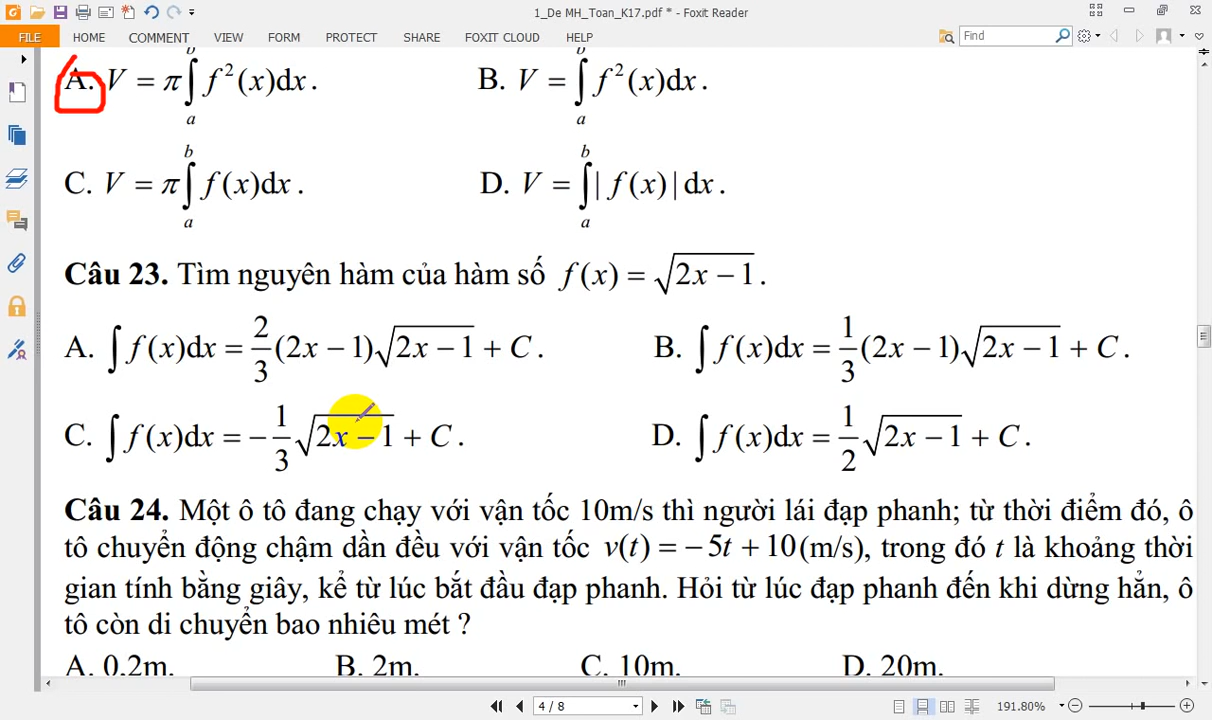 1_De MH_Toan_K17.pdf * - Foxit Reader
FILE HOME COMMENT VIEW FORM PROTECT SHARE FOXIT CLOUD HELP Find
A. V = π∫_a^b f²(x)dx. B. V = ∫_a^b f²(x)dx.
C. V = π∫_a^b f(x)dx. D. V = ∫_a^b |f(x)|dx.
Câu 23. Tìm nguyên hàm của hàm số f(x) = √(2x − 1).
A. ∫f(x)dx = 2/3(2x − 1)√(2x − 1) + C. B. ∫f(x)dx = 1/3(2x − 1)√(2x − 1) + C.
C. ∫f(x)dx = −1/3√(2x − 1) + C. D. ∫f(x)dx = 1/2√(2x − 1) + C.
Câu 24. Một ô tô đang chạy với vận tốc 10m/s thì người lái đạp phanh; từ thời điểm đó, ô
tô chuyển động chậm dần đều với vận tốc v(t) = −5t + 10(m/s), trong đó t là khoảng thời
gian tính bằng giây, kể từ lúc bắt đầu đạp phanh. Hỏi từ lúc đạp phanh đến khi dừng hẳn, ô
tô còn di chuyển bao nhiêu mét ?
A. 0,2m. B. 2m. C. 10m. D. 20m.
4 / 8 191.80%